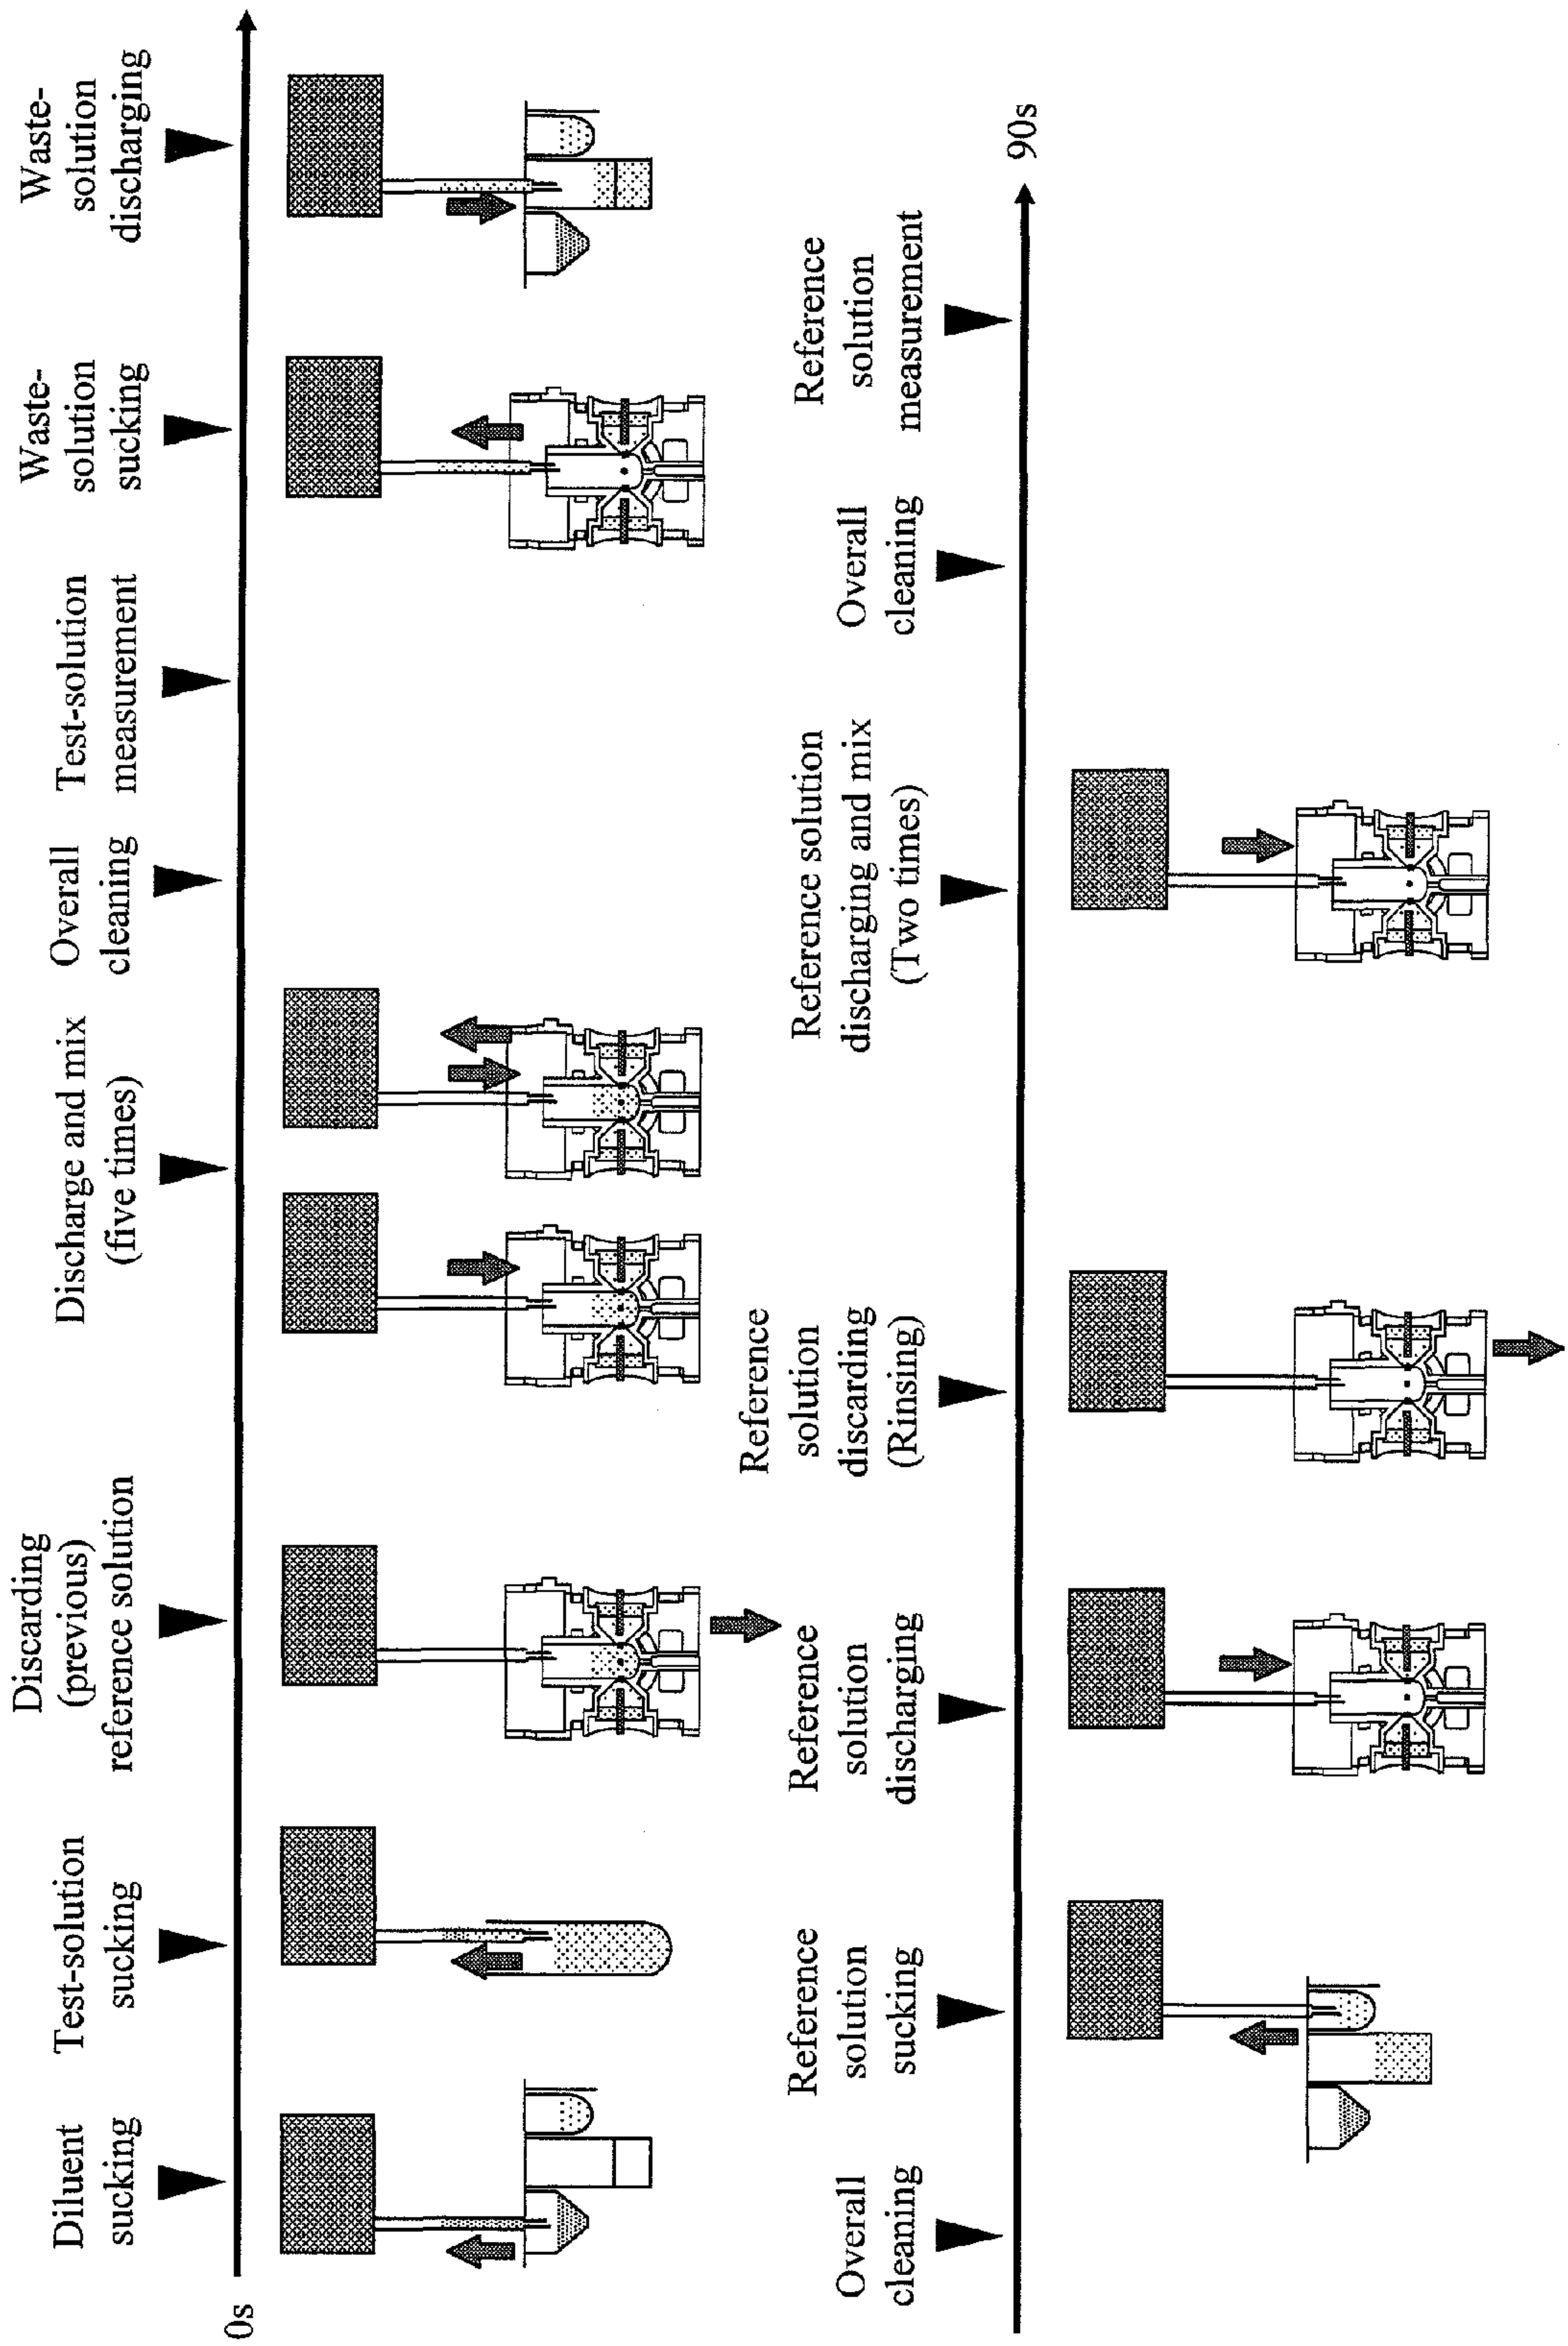 0s
Diluent
sucking
Test-solution
sucking
Discarding
(previous)
reference solution
Discharge and mix
(five times)
Overall
cleaning
Test-solution
measurement
Waste-
solution
sucking
Waste-
solution
discharging
Overall
cleaning
Reference
solution
sucking
Reference
solution
discharging
Reference
solution
discarding
(Rinsing)
Reference solution
discharging and mix
(Two times)
Overall
cleaning
Reference
solution
measurement
90s